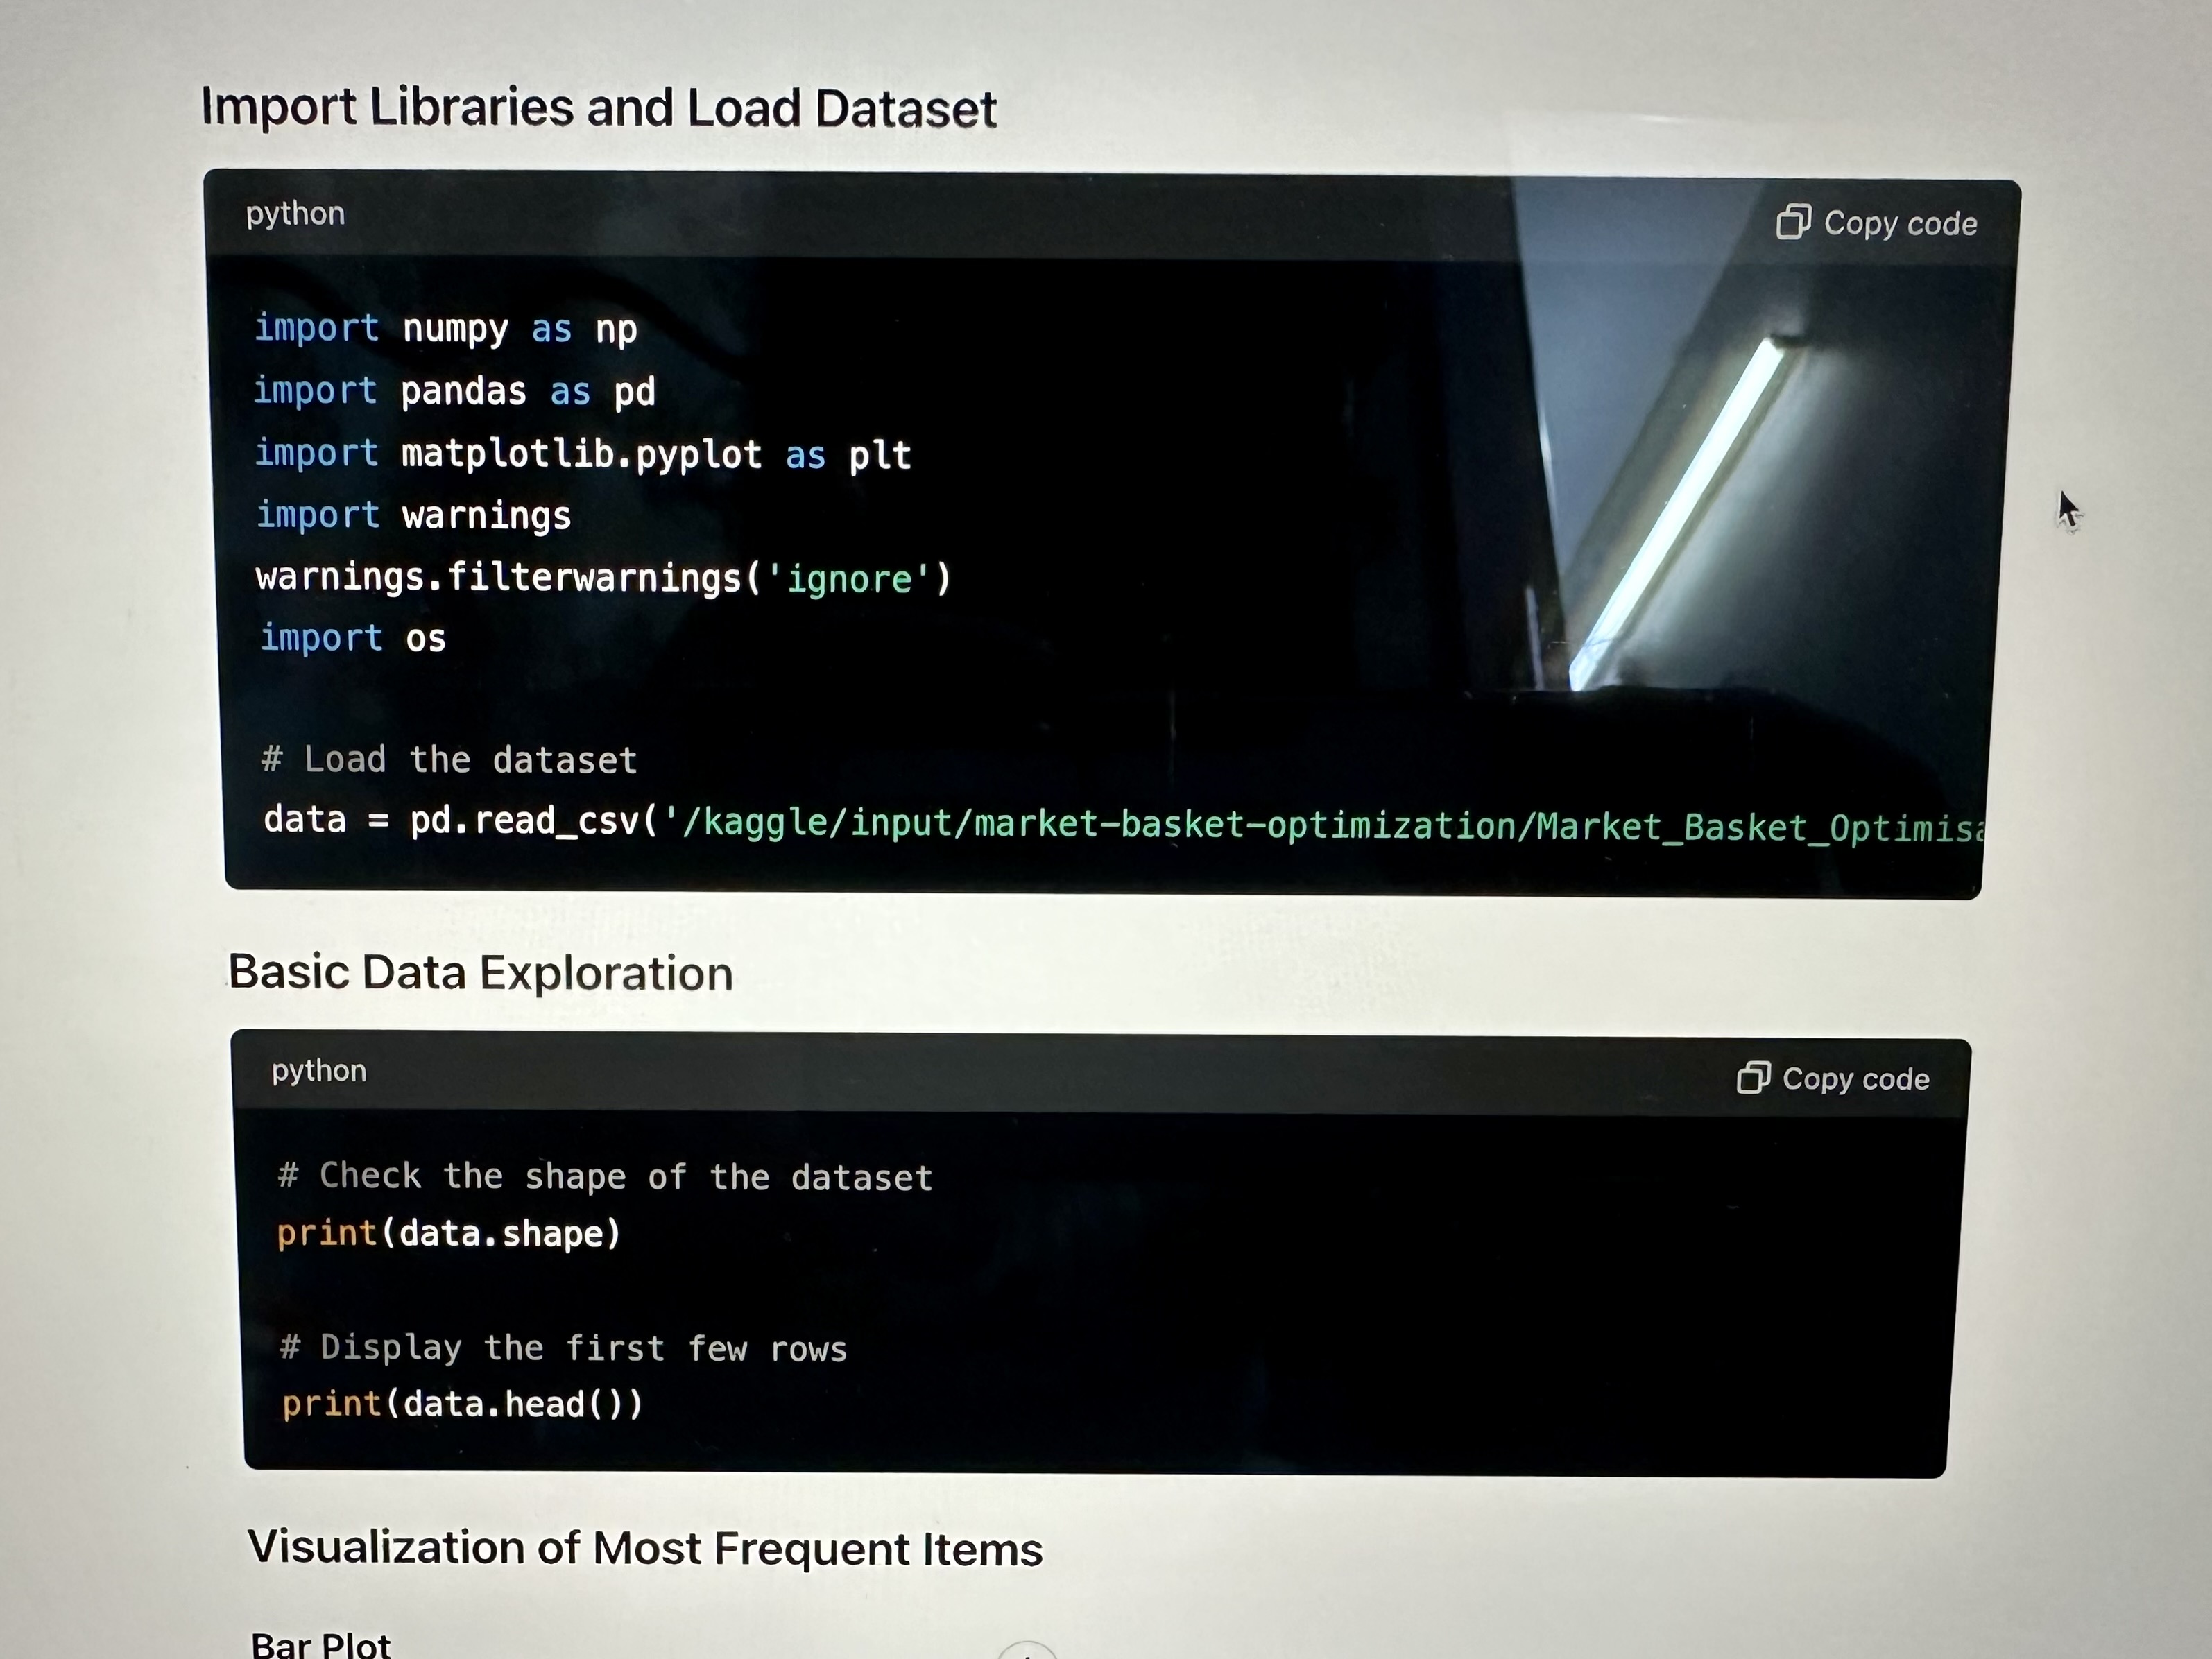 Import Libraries and Load Dataset
python
Copy code
import numpy as np
import pandas as pd
import matplotlib.pyplot as plt
import warnings
warnings.filterwarnings('ignore')
import os
# Load the dataset
data = pd.read_csv('/kaggle/input/market-basket-optimization/Market_Basket_Optimisa
Basic Data Exploration
python
Copy code
# Check the shape of the dataset
print(data.shape)
# Display the first few rows
print(data.head())
Visualization of Most Frequent Items
Bar Plot